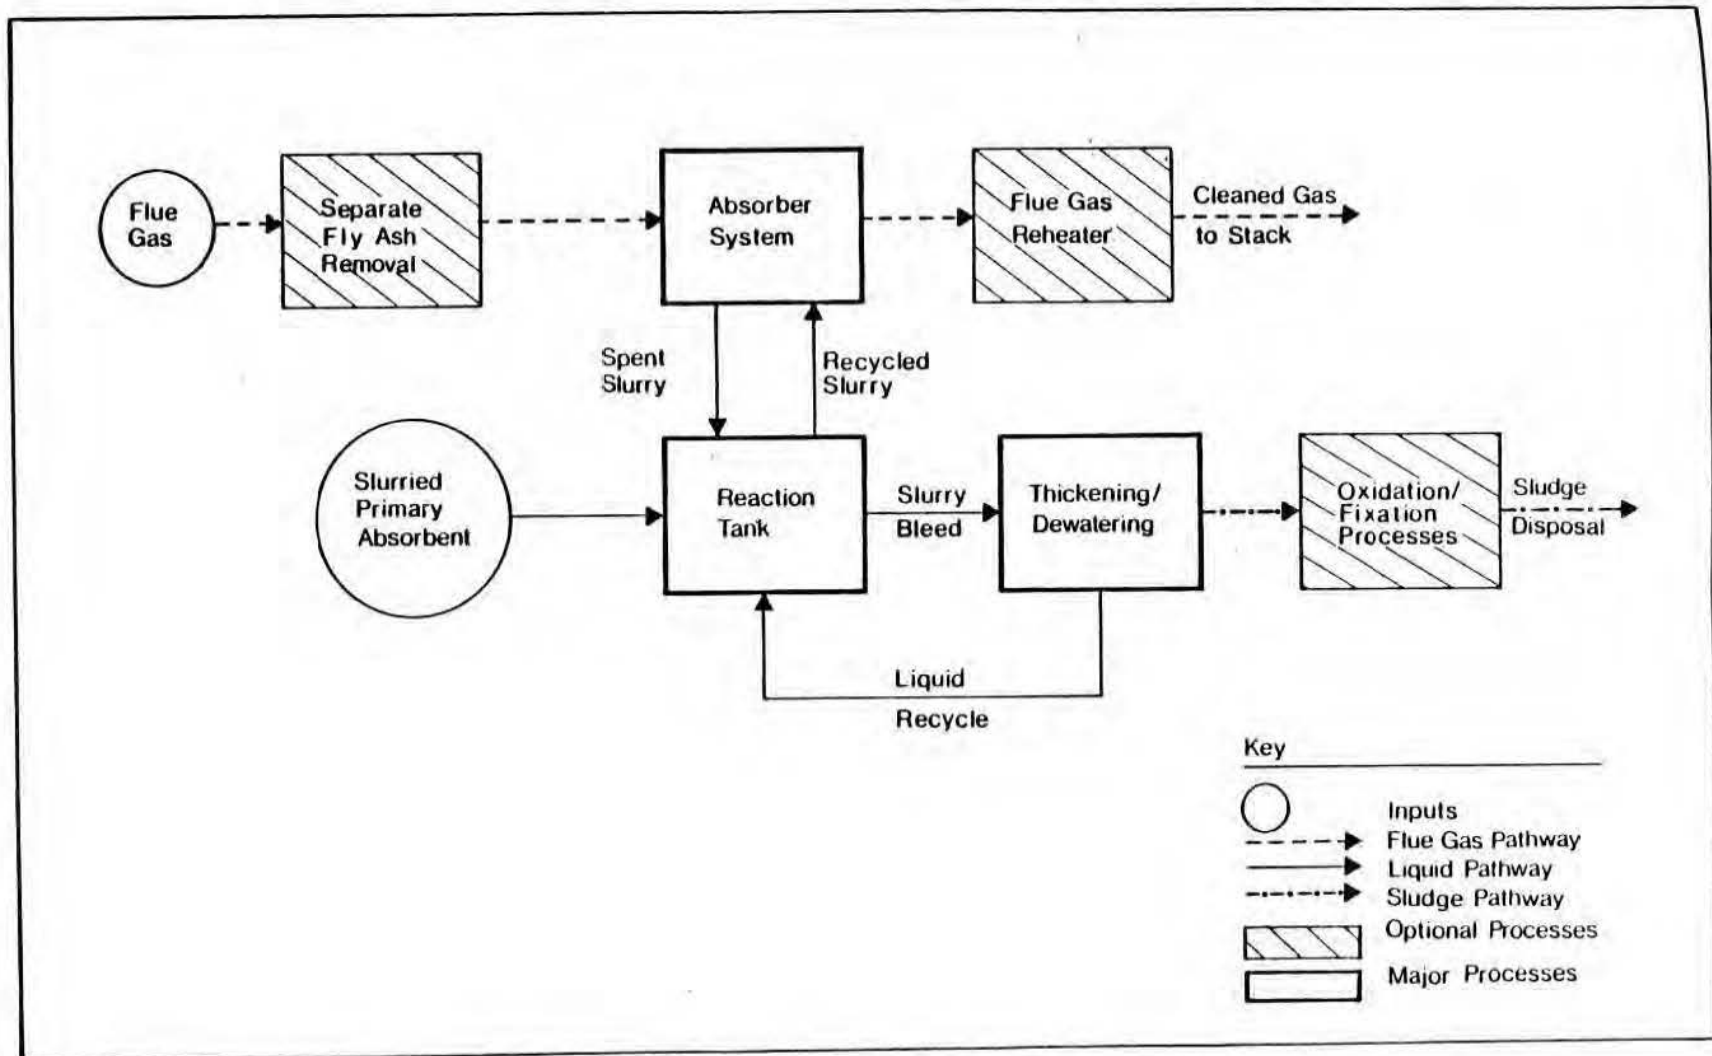 Flue
Gas
Separate
Fly Ash
Removal
Absorber
System
Flue Gas
Reheater
Cleaned Gas
to Stack
Spent
Slurry
Recycled
Slurry
Slurried
Primary
Absorbent
Reaction
Tank
Slurry
Bleed
Thickening/
Dewatering
Oxidation/
Fixation
Processes
Sludge
Disposal
Liquid
Recycle
Key
Inputs
Flue Gas Pathway
Liquid Pathway
Sludge Pathway
Optional Processes
Major Processes